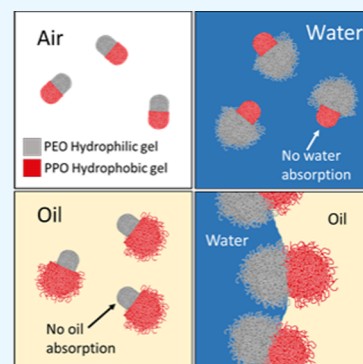 Air
PEO Hydrophilic gel
PPO Hydrophobic gel
Water
No water
absorption
Oil
No oil
absorption
Water
Oil